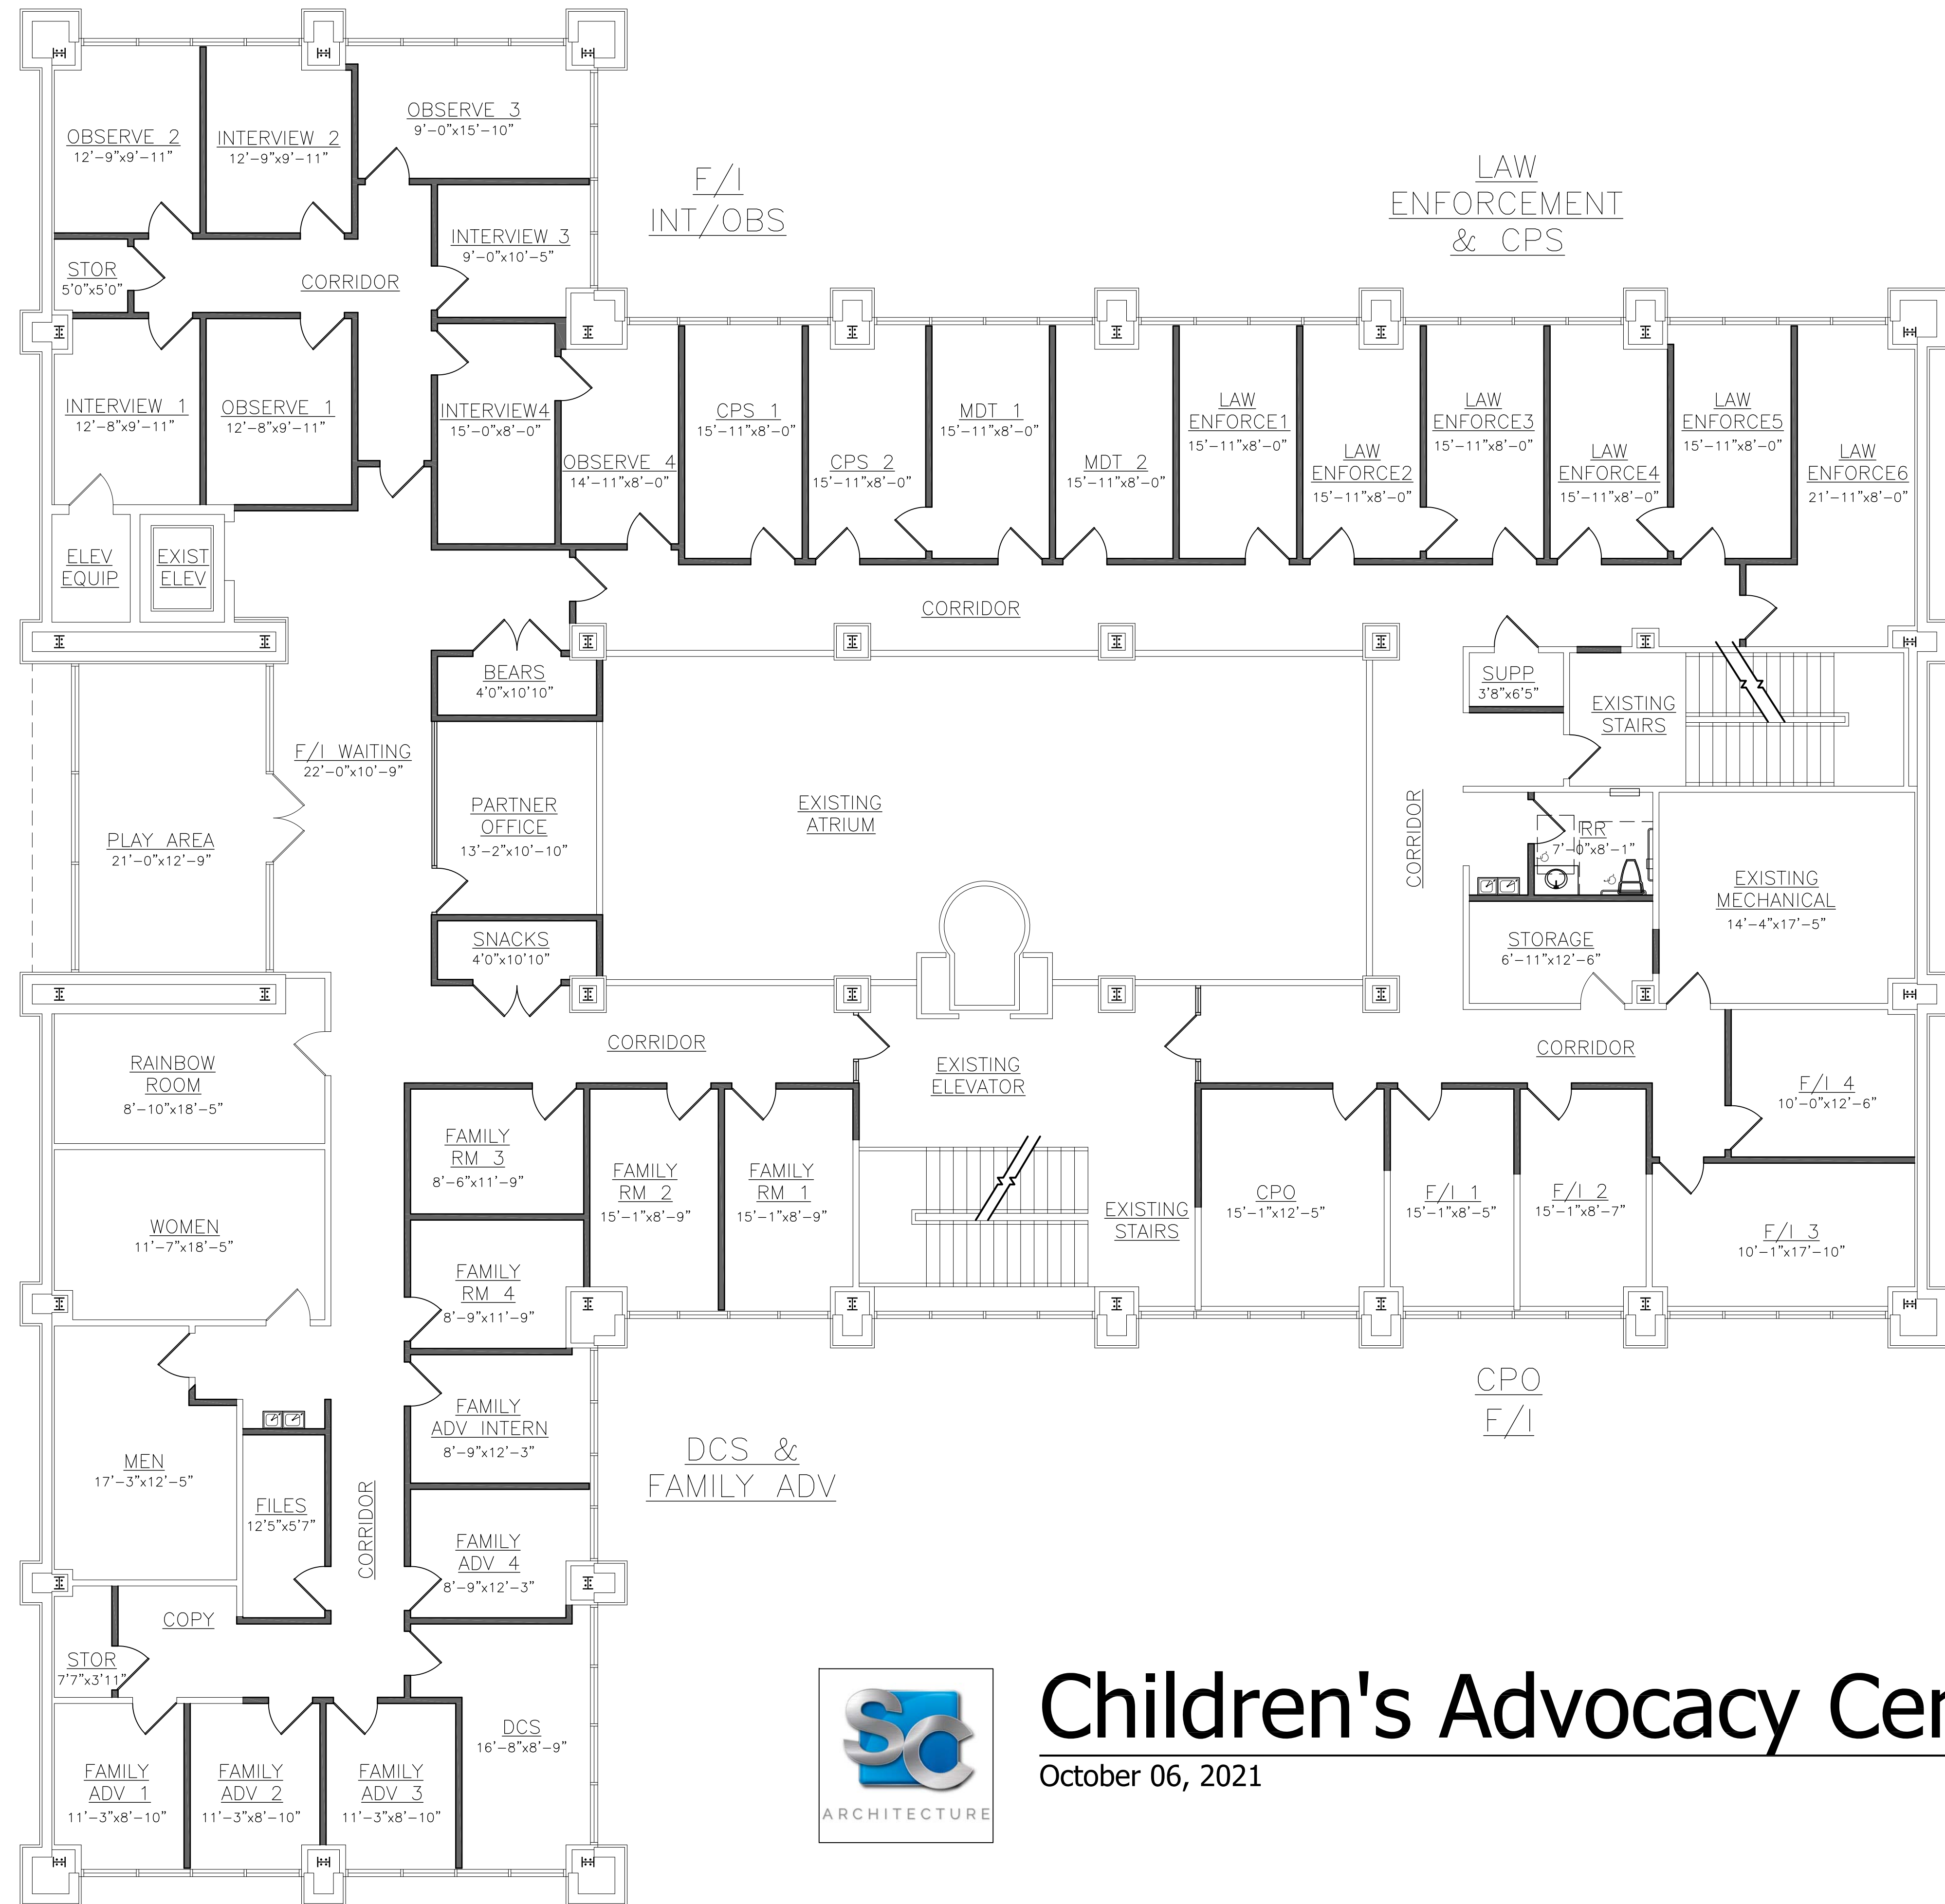 OBSERVE 2
12'-9"x9'-11"
INTERVIEW 2
12'-9"x9'-11"
OBSERVE 3
9'-0"x15'-10"
F/I
INT/OBS
LAW
ENFORCEMENT
& CPS
INTERVIEW 3
9'-0"x10'-5"
STOR
5'0"x5'0"
CORRIDOR
INTERVIEW 1
12'-8"x9'-11"
OBSERVE 1
12'-8"x9'-11"
INTERVIEW4
15'-0"x8'-0"
OBSERVE 4
14'-11"x8'-0"
CPS 1
15'-11"x8'-0"
CPS 2
15'-11"x8'-0"
MDT 1
15'-11"x8'-0"
MDT 2
15'-11"x8'-0"
LAW
ENFORCE1
15'-11"x8'-0"
LAW
ENFORCE2
15'-11"x8'-0"
LAW
ENFORCE3
15'-11"x8'-0"
LAW
ENFORCE4
15'-11"x8'-0"
LAW
ENFORCE5
15'-11"x8'-0"
LAW
ENFORCE6
21'-11"x8'-0"
ELEV
EQUIP
EXIST
ELEV
CORRIDOR
BEARS
4'0"x10'10"
SUPP
3'8"x6'5"
EXISTING
STAIRS
F/I WAITING
22'-0"x10'-9"
PLAY AREA
21'-0"x12'-9"
PARTNER
OFFICE
13'-2"x10'-10"
EXISTING
ATRIUM
CORRIDOR
RR
7'-0"x8'-1"
EXISTING
MECHANICAL
14'-4"x17'-5"
SNACKS
4'0"x10'10"
STORAGE
6'-11"x12'-6"
RAINBOW
ROOM
8'-10"x18'-5"
CORRIDOR
EXISTING
ELEVATOR
CORRIDOR
F/I 4
10'-0"x12'-6"
FAMILY
RM 3
8'-6"x11'-9"
FAMILY
RM 2
15'-1"x8'-9"
FAMILY
RM 1
15'-1"x8'-9"
EXISTING
STAIRS
CPO
15'-1"x12'-5"
F/I 1
15'-1"x8'-5"
F/I 2
15'-1"x8'-7"
F/I 3
10'-1"x17'-10"
WOMEN
11'-7"x18'-5"
FAMILY
RM 4
8'-9"x11'-9"
FAMILY
ADV INTERN
8'-9"x12'-3"
CPO
F/I
DCS &
FAMILY ADV
MEN
17'-3"x12'-5"
FILES
12'5"x5'7"
CORRIDOR
FAMILY
ADV 4
8'-9"x12'-3"
COPY
STOR
7'7"x3'11"
DCS
16'-8"x8'-9"
FAMILY
ADV 1
11'-3"x8'-10"
FAMILY
ADV 2
11'-3"x8'-10"
FAMILY
ADV 3
11'-3"x8'-10"
SC
ARCHITECTURE
Children's Advocacy Cen
October 06, 2021